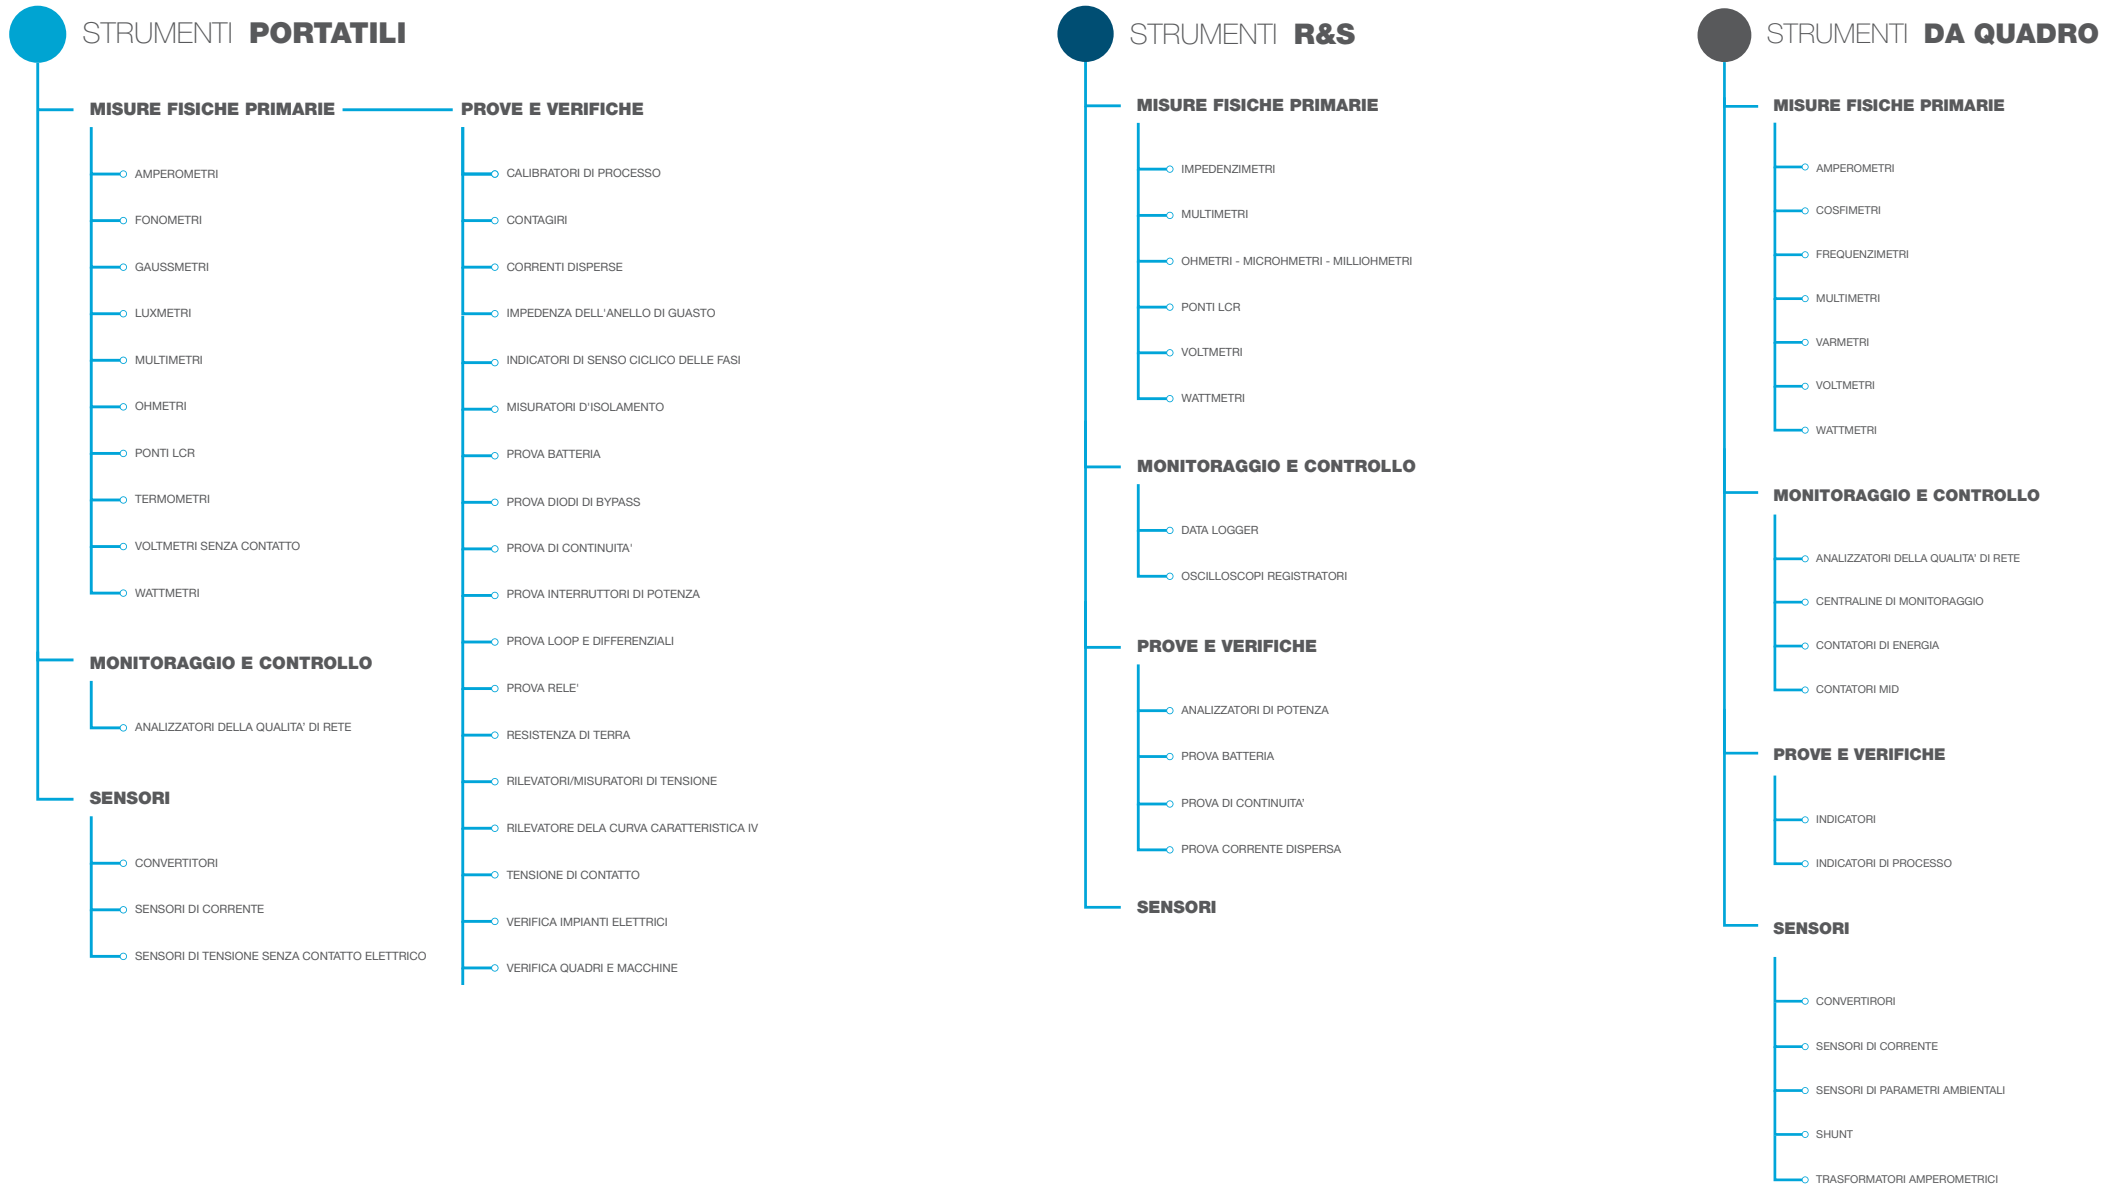 STRUMENTI PORTATILI
MISURE FISICHE PRIMARIE
AMPEROMETRI
FONOMETRI
GAUSSMETRI
LUXMETRI
MULTIMETRI
OHMETRI
PONTI LCR
TERMOMETRI
VOLTMETRI SENZA CONTATTO
WATTMETRI
MONITORAGGIO E CONTROLLO
ANALIZZATORI DELLA QUALITA' DI RETE
SENSORI
CONVERTITORI
SENSORI DI CORRENTE
SENSORI DI TENSIONE SENZA CONTATTO ELETTRICO
PROVE E VERIFICHE
CALIBRATORI DI PROCESSO
CONTAGIRI
CORRENTI DISPERSE
IMPEDENZA DELL'ANELLO DI GUASTO
INDICATORI DI SENSO CICLICO DELLE FASI
MISURATORI D'ISOLAMENTO
PROVA BATTERIA
PROVA DIODI DI BYPASS
PROVA DI CONTINUITA'
PROVA INTERRUTTORI DI POTENZA
PROVA LOOP E DIFFERENZIALI
PROVA RELE'
RESISTENZA DI TERRA
RILEVATORI/MISURATORI DI TENSIONE
RILEVATORE DELA CURVA CARATTERISTICA IV
TENSIONE DI CONTATTO
VERIFICA IMPIANTI ELETTRICI
VERIFICA QUADRI E MACCHINE
STRUMENTI R&S
MISURE FISICHE PRIMARIE
IMPEDENZIMETRI
MULTIMETRI
OHMETRI - MICROHMETRI - MILLIOHMETRI
PONTI LCR
VOLTMETRI
WATTMETRI
MONITORAGGIO E CONTROLLO
DATA LOGGER
OSCILLOSCOPI REGISTRATORI
PROVE E VERIFICHE
ANALIZZATORI DI POTENZA
PROVA BATTERIA
PROVA DI CONTINUITA'
PROVA CORRENTE DISPERSA
SENSORI
STRUMENTI DA QUADRO
MISURE FISICHE PRIMARIE
AMPEROMETRI
COSFIMETRI
FREQUENZIMETRI
MULTIMETRI
VARMETRI
VOLTMETRI
WATTMETRI
MONITORAGGIO E CONTROLLO
ANALIZZATORI DELLA QUALITA' DI RETE
CENTRALINE DI MONITORAGGIO
CONTATORI DI ENERGIA
CONTATORI MID
PROVE E VERIFICHE
INDICATORI
INDICATORI DI PROCESSO
SENSORI
CONVERTIRORI
SENSORI DI CORRENTE
SENSORI DI PARAMETRI AMBIENTALI
SHUNT
TRASFORMATORI AMPEROMETRICI